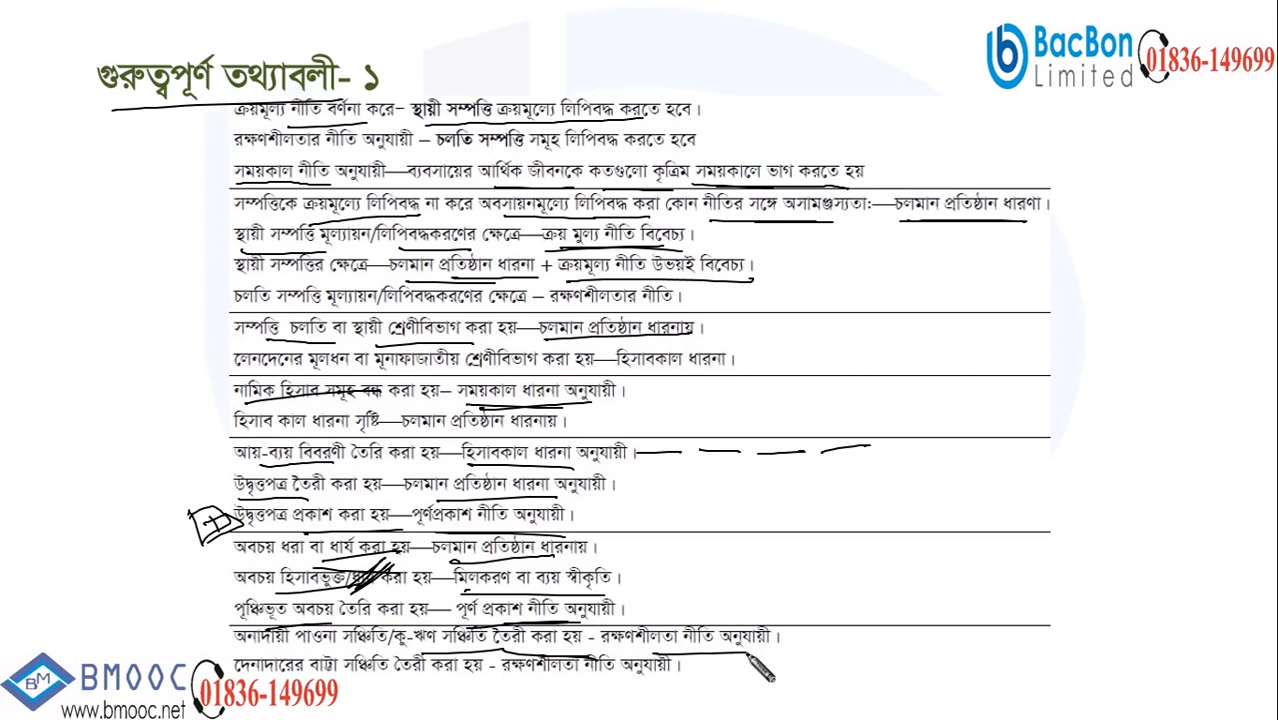 BacBon
Limited
01836-149699
গুরুত্বপূর্ণ তথ্যাবলী- ১
ক্রয়মূল্য নীতি বর্ণনা করে– স্থায়ী সম্পত্তি ক্রয়মূল্যে লিপিবদ্ধ করতে হবে।
রক্ষণশীলতার নীতি অনুযায়ী – চলতি সম্পত্তি সমূহ লিপিবদ্ধ করতে হবে
সময়কাল নীতি অনুযায়ী—ব্যবসায়ের আর্থিক জীবনকে কতগুলো কৃত্রিম সময়কালে ভাগ করতে হয়
সম্পত্তিকে ক্রয়মূল্যে লিপিবদ্ধ না করে অবসায়নমূল্যে লিপিবদ্ধ করা কোন নীতির সঙ্গে অসামঞ্জস্যতা:—চলমান প্রতিষ্ঠান ধারণা।
স্থায়ী সম্পত্তি মূল্যায়ন/লিপিবদ্ধকরণের ক্ষেত্রে—ক্রয় মুল্য নীতি বিবেচ্য।
স্থায়ী সম্পত্তির ক্ষেত্রে—চলমান প্রতিষ্ঠান ধারনা + ক্রয়মূল্য নীতি উভয়ই বিবেচ্য।
চলতি সম্পত্তি মূল্যায়ন/লিপিবদ্ধকরণের ক্ষেত্রে – রক্ষণশীলতার নীতি।
সম্পত্তি চলতি বা স্থায়ী শ্রেণীবিভাগ করা হয়—চলমান প্রতিষ্ঠান ধারনায়।
লেনদেনের মূলধন বা মূনাফাজাতীয় শ্রেণীবিভাগ করা হয়—হিসাবকাল ধারনা।
নামিক হিসাব সমূহ বন্ধ করা হয়– সময়কাল ধারনা অনুযায়ী।
হিসাব কাল ধারনা সৃষ্টি—চলমান প্রতিষ্ঠান ধারনায়।
আয়-ব্যয় বিবরণী তৈরি করা হয়—হিসাবকাল ধারনা অনুযায়ী।
উদ্বৃত্তপত্র তৈরী করা হয়—চলমান প্রতিষ্ঠান ধারনা অনুযায়ী।
উদ্বৃত্তপত্র প্রকাশ করা হয়—পূর্ণপ্রকাশ নীতি অনুযায়ী।
অবচয় ধরা বা ধার্য করা হয়—চলমান প্রতিষ্ঠান ধারনায়।
অবচয় হিসাবভুক্ত/ করা হয়—মিলকরণ বা ব্যয় স্বীকৃতি।
পূঞ্জিভূত অবচয় তৈরি করা হয়— পূর্ণ প্রকাশ নীতি অনুযায়ী।
অনাদায়ী পাওনা সঞ্চিতি/কু-ঋণ সঞ্চিতি তৈরী করা হয় - রক্ষণশীলতা নীতি অনুযায়ী।
দেনাদারের বাট্টা সঞ্চিতি তৈরী করা হয় - রক্ষণশীলতা নীতি অনুযায়ী।
BM BMOOC
01836-149699
www.bmooc.net